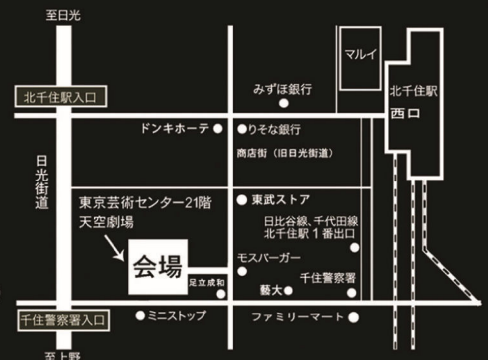 至日光
マルイ
北千住駅
西口
北千住駅入口
みずほ銀行
ドンキホーテ
りそな銀行
商店街（旧日光街道）
日光街道
東京芸術センター21階
天空劇場
東武ストア
日比谷線、千代田線
北千住駅1番出口
会場
モスバーガー
足立成和
藝大
千住警察署
千住警察署入口
ミニストップ
ファミリーマート
至上野